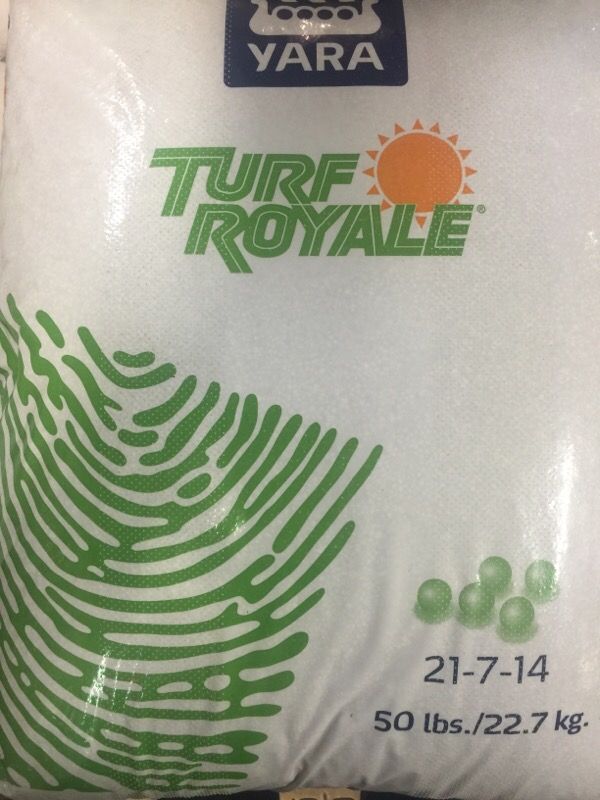 YARA
TURF
ROYALE®
21-7-14
50 lbs./22.7 kg.